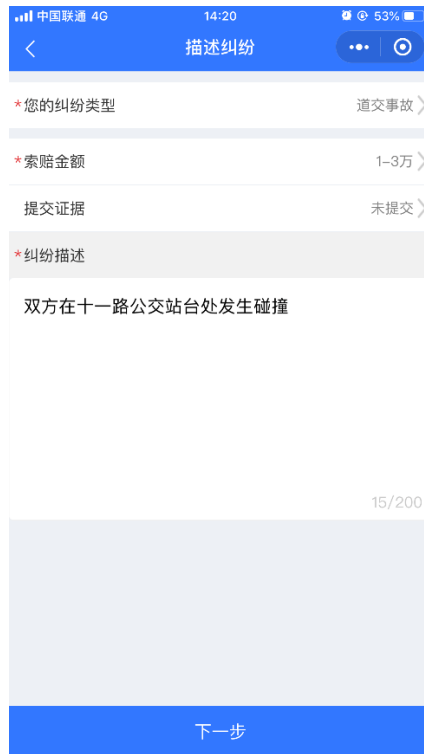 中国联通 4G 14:20 53%
描述纠纷
*您的纠纷类型 道交事故
*索赔金额 1-3万
提交证据 未提交
*纠纷描述
双方在十一路公交站台处发生碰撞
15/200
下一步